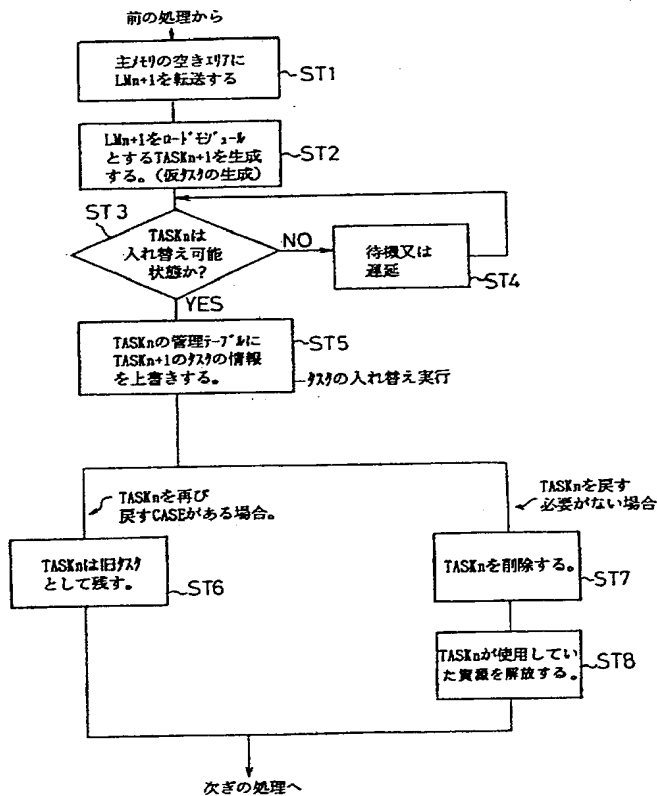 前の処理から
主ﾒﾓﾘの空きｴﾘｱに
LMn+1を転送する
ST1
LMn+1をﾛｰﾄﾞﾓｼﾞｭｰﾙ
とするTASKn+1を生成
する。(仮ﾀｽｸの生成)
ST2
ST3
TASKnは
入れ替え可能
状態か?
NO
待機又は
遅延
ST4
YES
TASKnの管理ﾃｰﾌﾞﾙに
TASKn+1のﾀｽｸの情報
を上書きする。
ST5
ﾀｽｸの入れ替え実行
TASKnを再び
戻すCASEがある場合。
TASKnを戻す
必要がない場合
TASKnは旧ﾀｽｸ
として残す。
ST6
TASKnを削除する。
ST7
TASKnが使用してい
た資源を解放する。
ST8
次ぎの処理へ